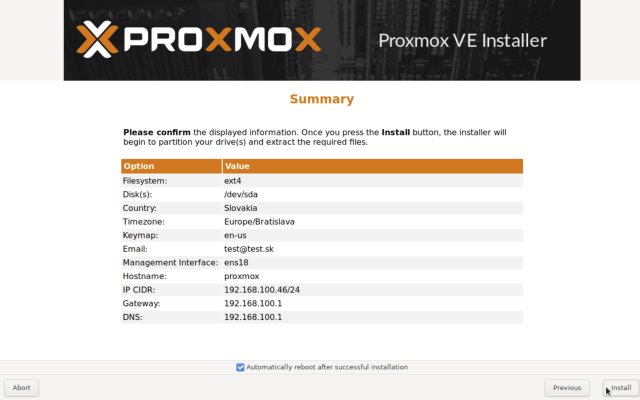 PROXMOX
Proxmox VE Installer
Summary
Please confirm the displayed information. Once you press the Install button, the installer will
begin to partition your drive(s) and extract the required files.
Option Value
Filesystem: ext4
Disk(s): /dev/sda
Country: Slovakia
Timezone: Europe/Bratislava
Keymap: en-us
Email: test@test.sk
Management Interface: ens18
Hostname: proxmox
IP CIDR: 192.168.100.46/24
Gateway: 192.168.100.1
DNS: 192.168.100.1
Automatically reboot after successful installation
Abort Previous Install